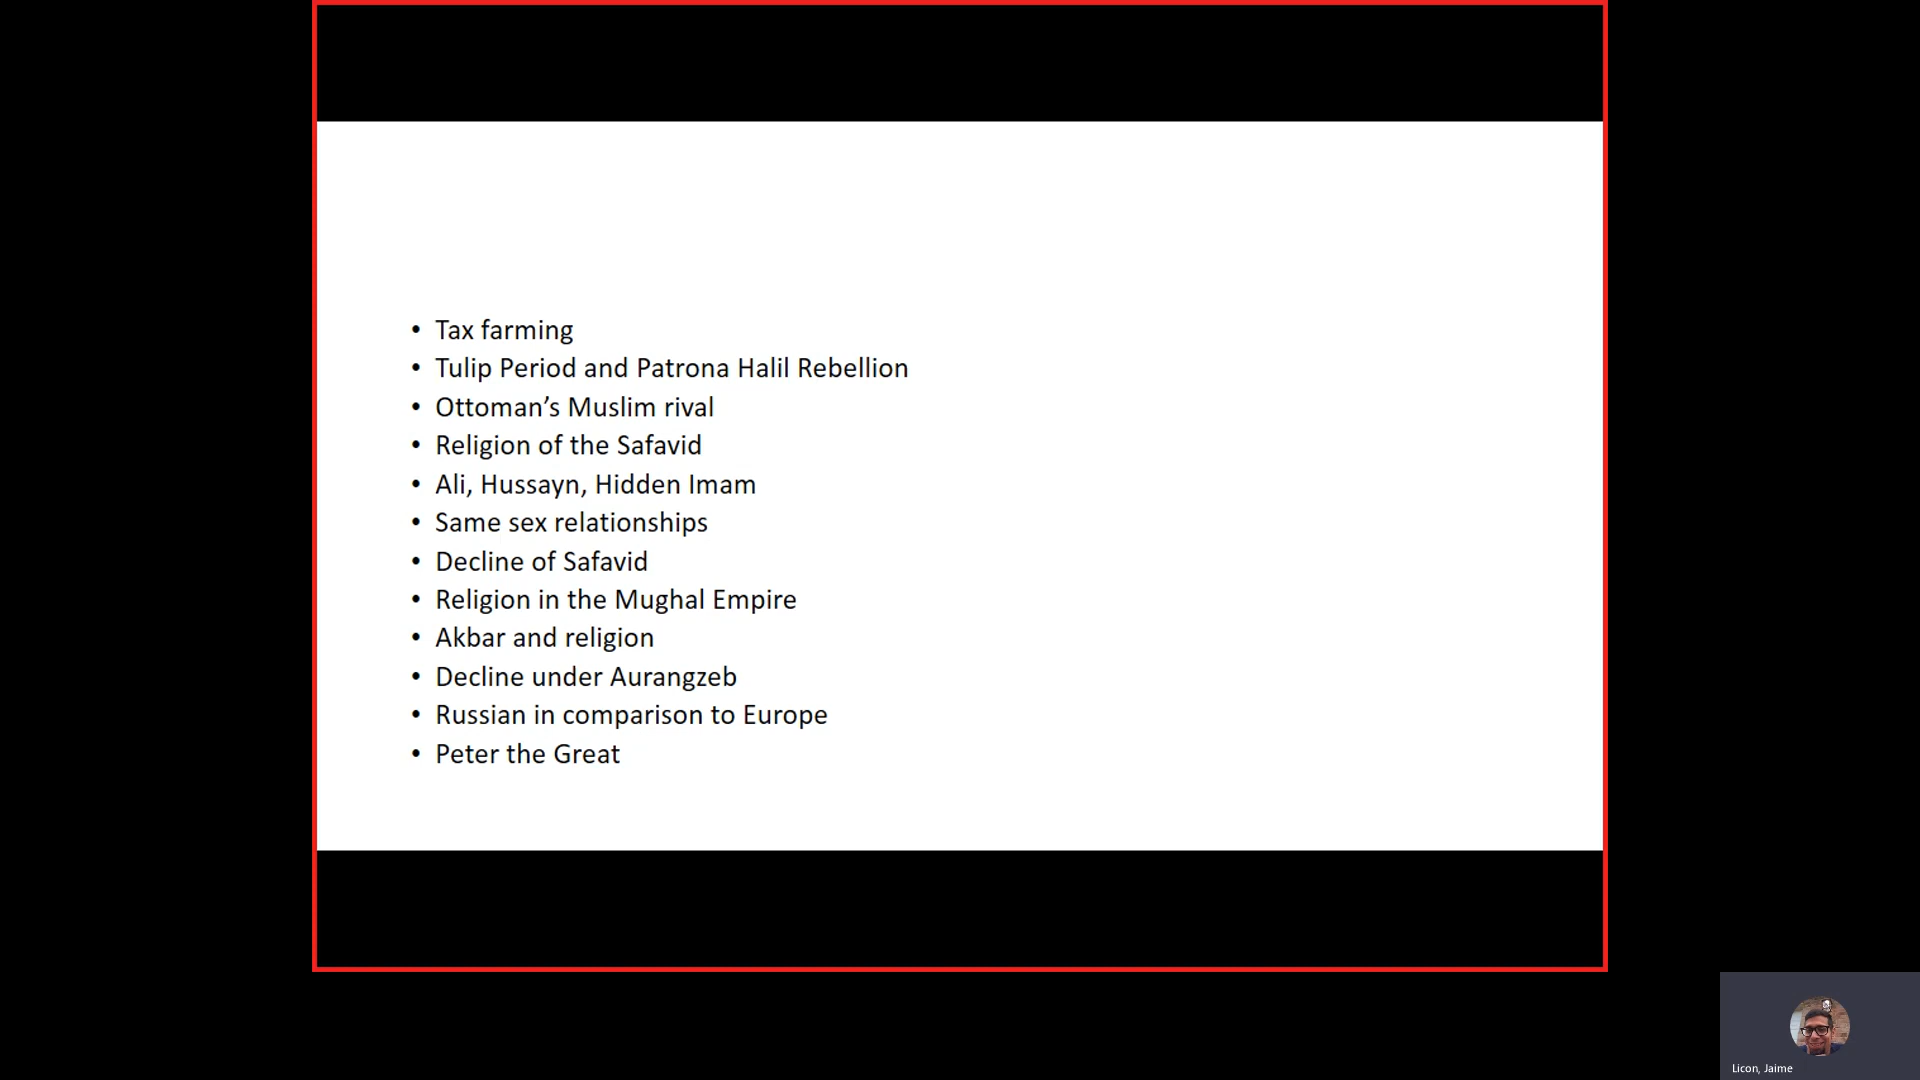 • Tax farming
• Tulip Period and Patrona Halil Rebellion
• Ottoman’s Muslim rival
• Religion of the Safavid
• Ali, Hussayn, Hidden Imam
• Same sex relationships
• Decline of Safavid
• Religion in the Mughal Empire
• Akbar and religion
• Decline under Aurangzeb
• Russian in comparison to Europe
• Peter the Great
Licon, Jaime